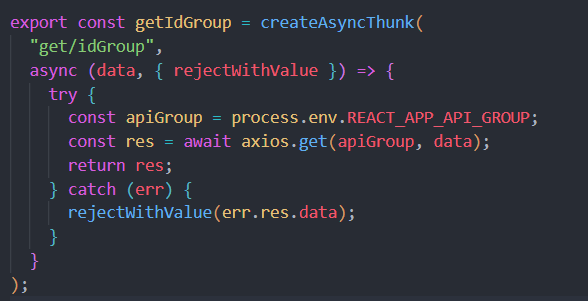 export const getIdGroup = createAsyncThunk(
  "get/idGroup",
  async (data, { rejectWithValue }) => {
    try {
      const apiGroup = process.env.REACT_APP_API_GROUP;
      const res = await axios.get(apiGroup, data);
      return res;
    } catch (err) {
      rejectWithValue(err.res.data);
    }
  }
);